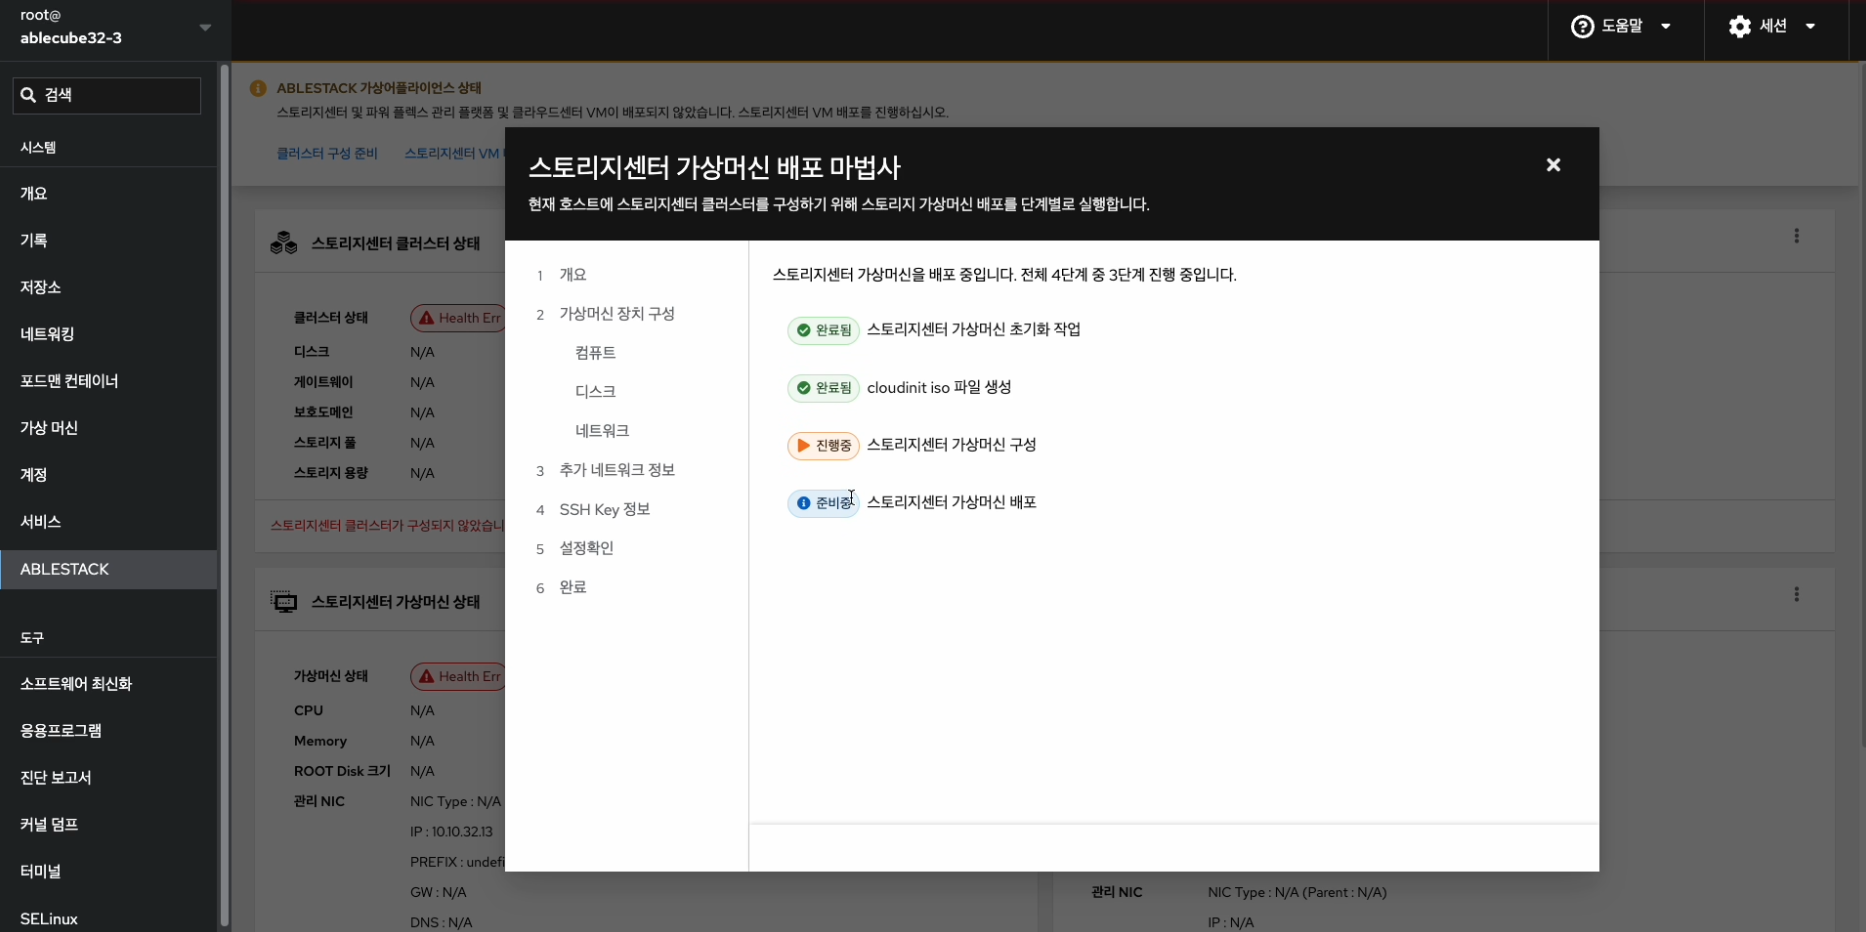 root@
ablecube32-3
도움말
세션
검색
시스템
개요
기록
저장소
네트워킹
포드맨 컨테이너
가상 머신
계정
서비스
ABLESTACK
도구
소프트웨어 최신화
응용프로그램
진단 보고서
커널 덤프
터미널
SELinux
ABLESTACK 가상어플라이언스 상태
스토리지센터 및 파워 플렉스 관리 플랫폼 및 클라우드센터 VM이 배포되지 않았습니다. 스토리지센터 VM 배포를 진행하십시오.
클러스터 구성 준비
스토리지센터 VM
스토리지센터 클러스터 상태
클러스터 상태
Health Err
디스크
N/A
게이트웨이
N/A
보호도메인
N/A
스토리지 풀
N/A
스토리지 용량
N/A
스토리지센터 클러스터가 구성되지 않았습니
스토리지센터 가상머신 상태
가상머신 상태
Health Err
CPU
N/A
Memory
N/A
ROOT Disk 크기
N/A
관리 NIC
NIC Type : N/A
IP : 10.10.32.13
PREFIX : undefi
GW : N/A
DNS : N/A
관리 NIC
NIC Type : N/A (Parent : N/A)
IP : N/A
스토리지센터 가상머신 배포 마법사
현재 호스트에 스토리지센터 클러스터를 구성하기 위해 스토리지 가상머신 배포를 단계별로 실행합니다.
1 개요
2 가상머신 장치 구성
컴퓨트
디스크
네트워크
3 추가 네트워크 정보
4 SSH Key 정보
5 설정확인
6 완료
스토리지센터 가상머신을 배포 중입니다. 전체 4단계 중 3단계 진행 중입니다.
완료됨 스토리지센터 가상머신 초기화 작업
완료됨 cloudinit iso 파일 생성
진행중 스토리지센터 가상머신 구성
준비중 스토리지센터 가상머신 배포